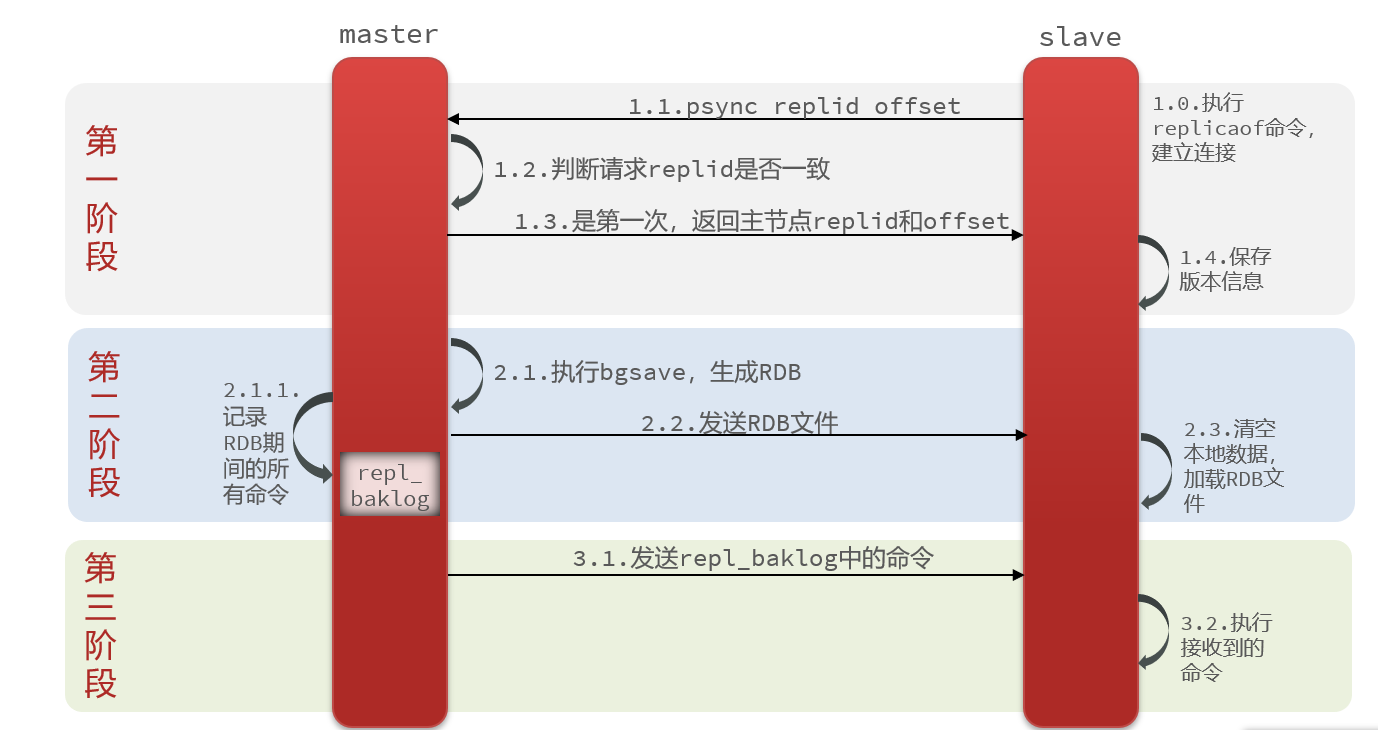 master
slave
第一阶段
1.0.执行
replicaof命令,
建立连接
1.1.psync replid offset
1.2.判断请求replid是否一致
1.3.是第一次，返回主节点replid和offset
1.4.保存
版本信息
第二阶段
2.1.执行bgsave，生成RDB
2.1.1.
记录
RDB期
间的所
有命令
repl_
baklog
2.2.发送RDB文件
2.3.清空
本地数据，
加载RDB文
件
第三阶段
3.1.发送repl_baklog中的命令
3.2.执行
接收到的
命令